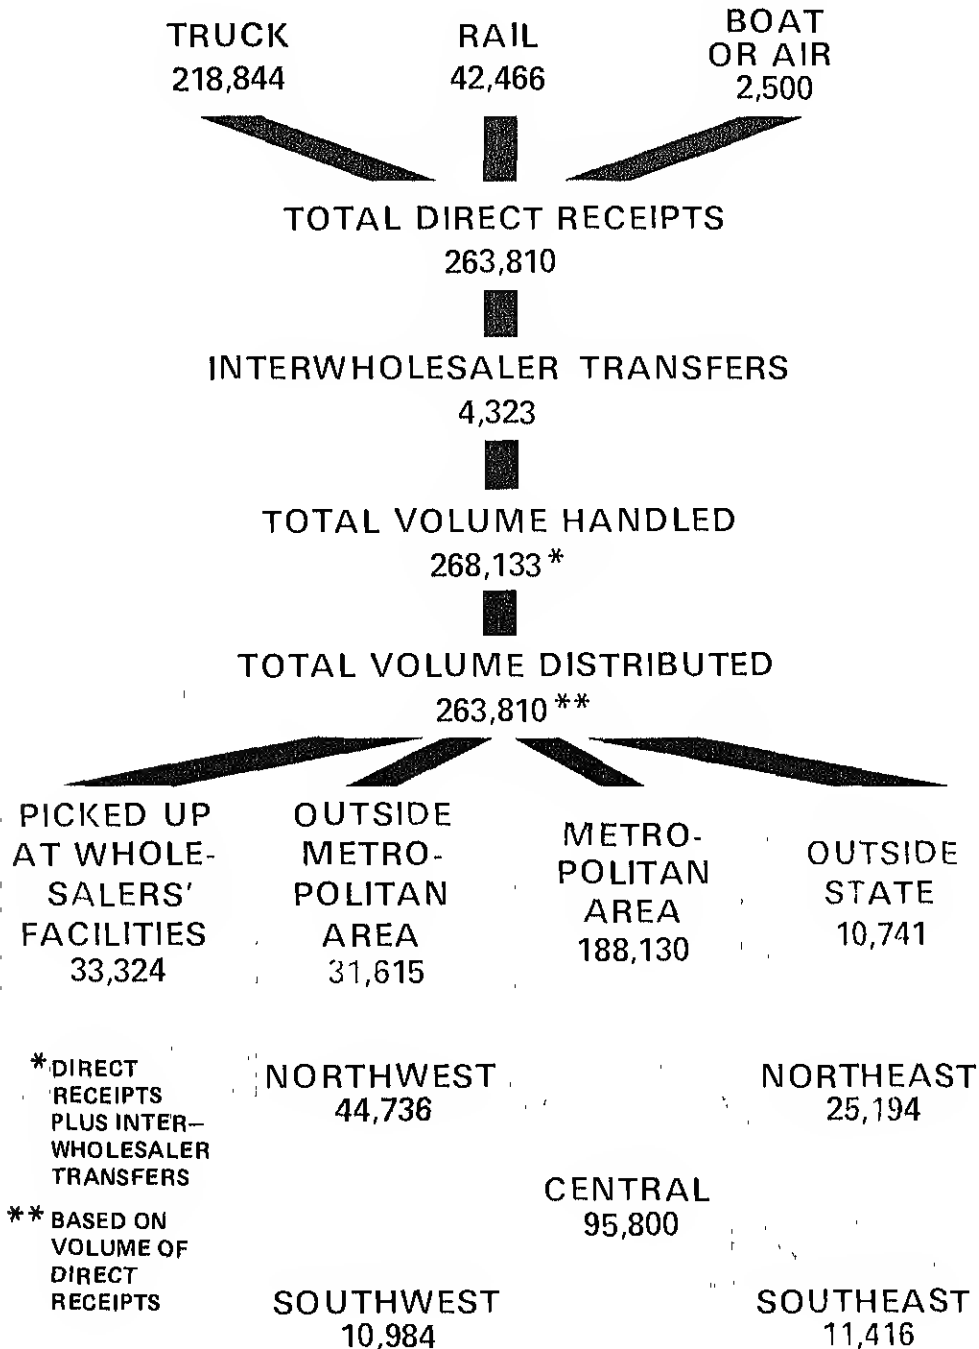 TRUCK
218,844
RAIL
42,466
BOAT
OR AIR
2,500
TOTAL DIRECT RECEIPTS
263,810
INTERWHOLESALER TRANSFERS
4,323
TOTAL VOLUME HANDLED
268,133*
TOTAL VOLUME DISTRIBUTED
263,810**
PICKED UP
AT WHOLE-
SALERS'
FACILITIES
33,324
OUTSIDE
METRO-
POLITAN
AREA
31,615
METRO-
POLITAN
AREA
188,130
OUTSIDE
STATE
10,741
*DIRECT
RECEIPTS
PLUS INTER-
WHOLESALER
TRANSFERS
**BASED ON
VOLUME OF
DIRECT
RECEIPTS
NORTHWEST
44,736
NORTHEAST
25,194
CENTRAL
95,800
SOUTHWEST
10,984
SOUTHEAST
11,416